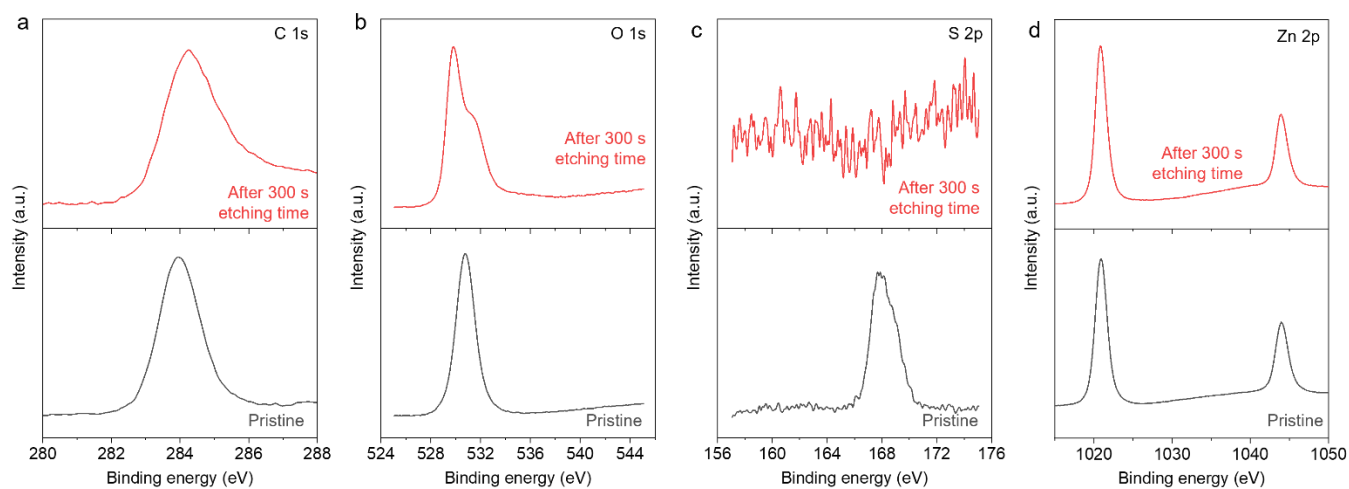 a
C 1s
After 300 s
etching time
Pristine
Intensity (a.u.)
280 282 284 286 288
Binding energy (eV)
b
O 1s
After 300 s
etching time
Pristine
Intensity (a.u.)
524 528 532 536 540 544
Binding energy (eV)
c
S 2p
After 300 s
etching time
Pristine
Intensity (a.u.)
156 160 164 168 172 176
Binding energy (eV)
d
Zn 2p
After 300 s
etching time
Pristine
Intensity (a.u.)
1020 1030 1040 1050
Binding energy (eV)